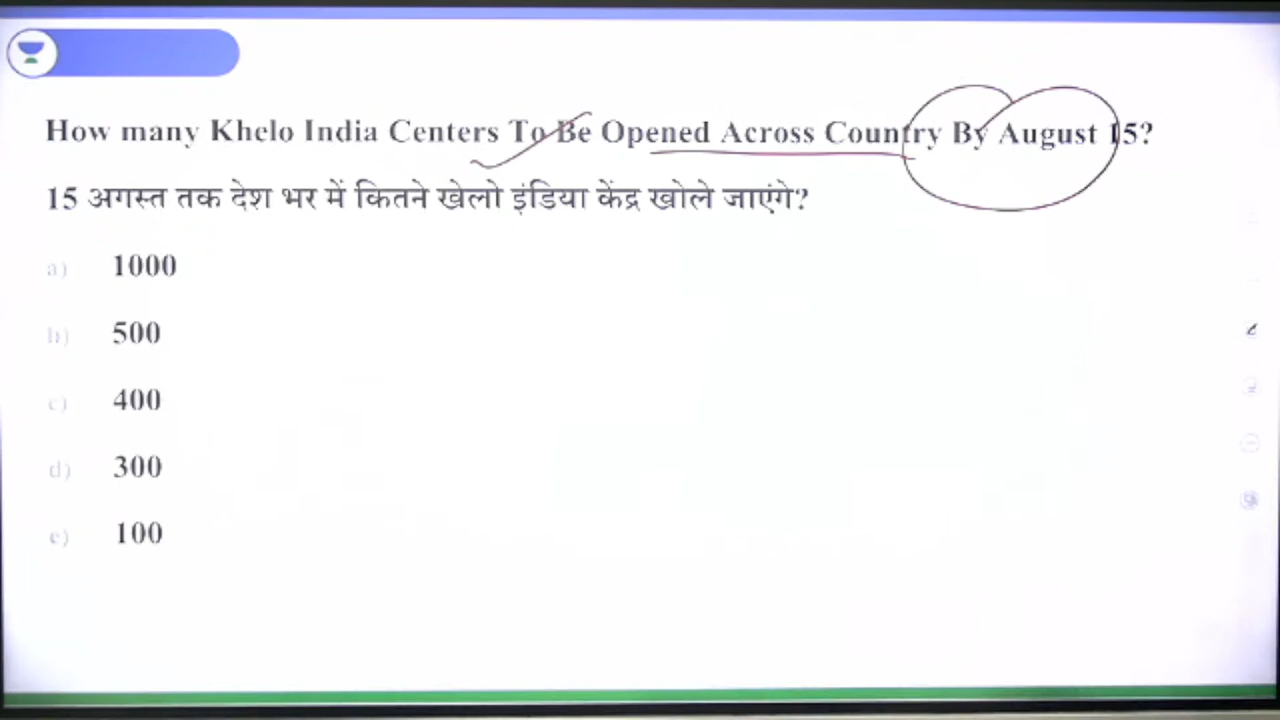 How many Khelo India Centers To Be Opened Across Country By August 15?
15 अगस्त तक देश भर में कितने खेलो इंडिया केंद्र खोले जाएंगे?
a) 1000
b) 500
c) 400
d) 300
e) 100